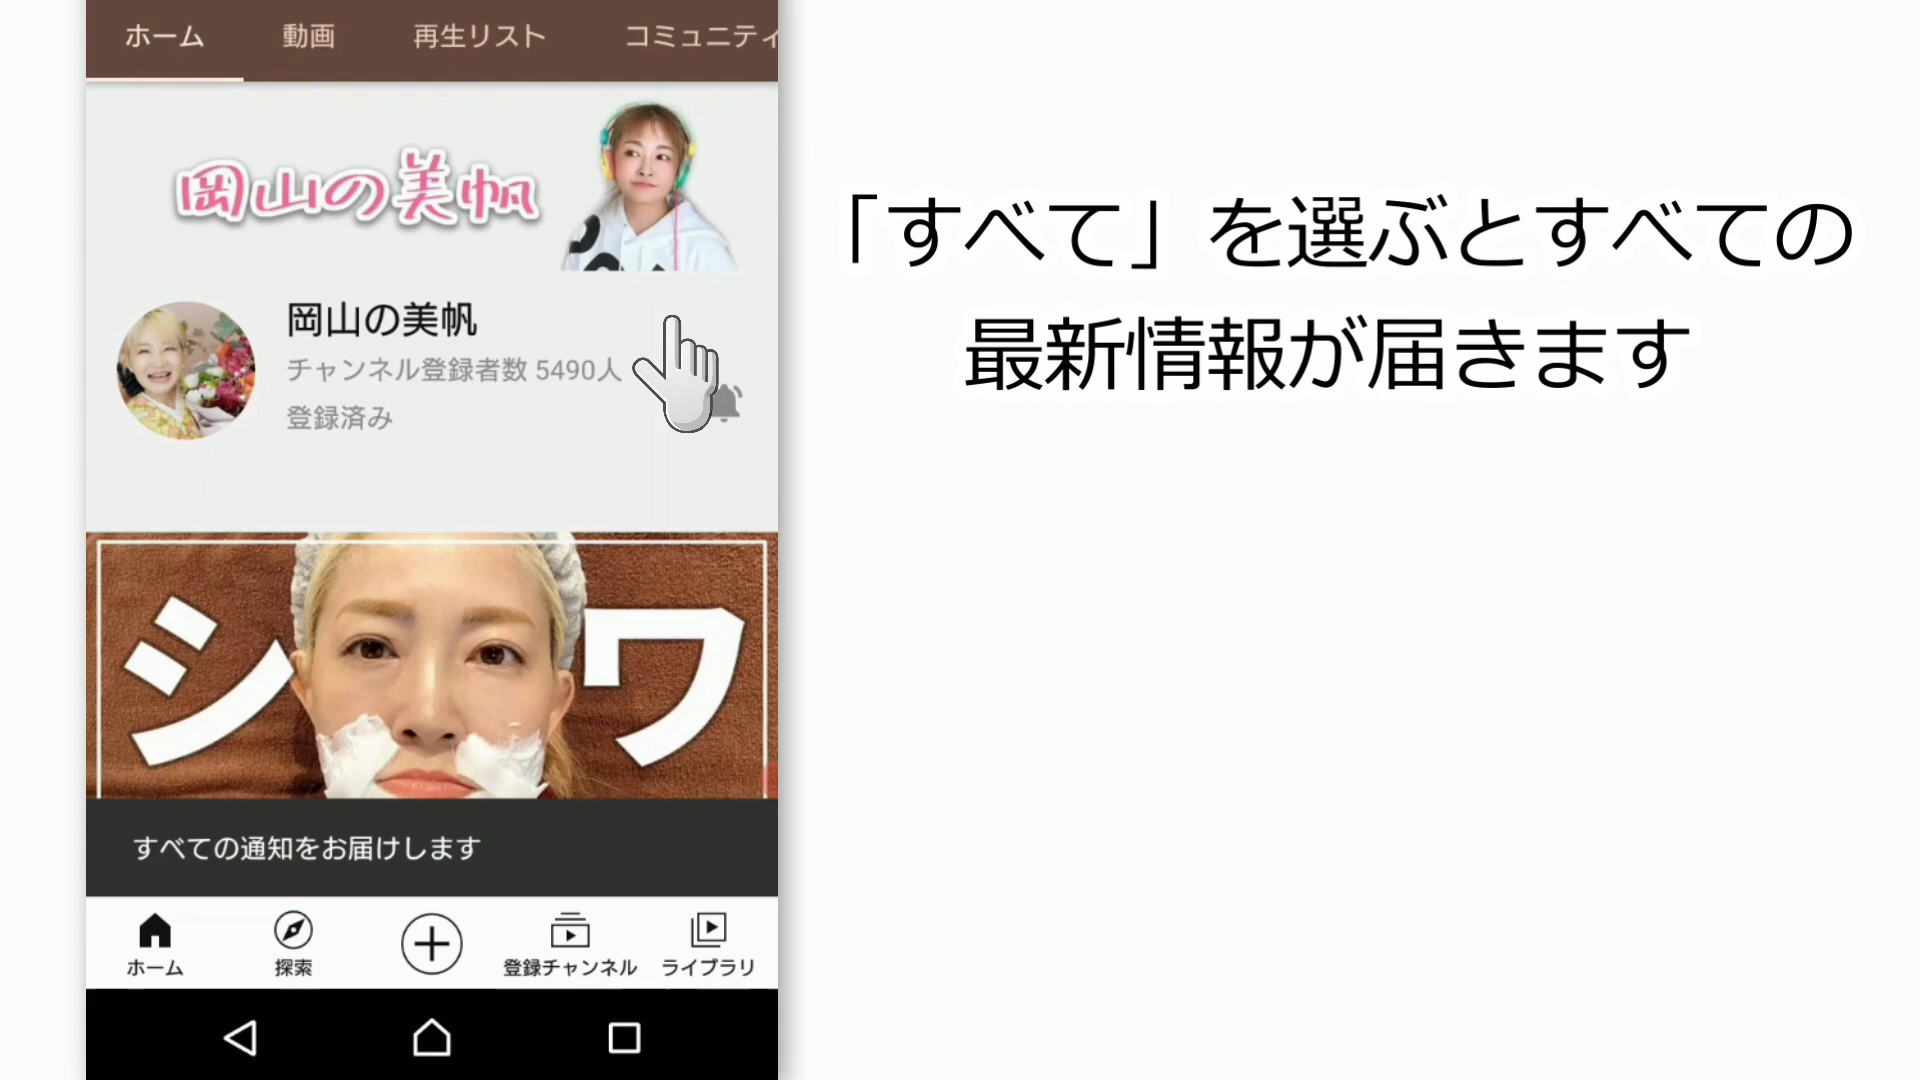 ホーム 動画 再生リスト コミュニティ
岡山の美帆
岡山の美帆
チャンネル登録者数 5490人
登録済み
シワ
すべての通知をお届けします
ホーム 探索 登録チャンネル ライブラリ
「すべて」を選ぶとすべての
最新情報が届きます